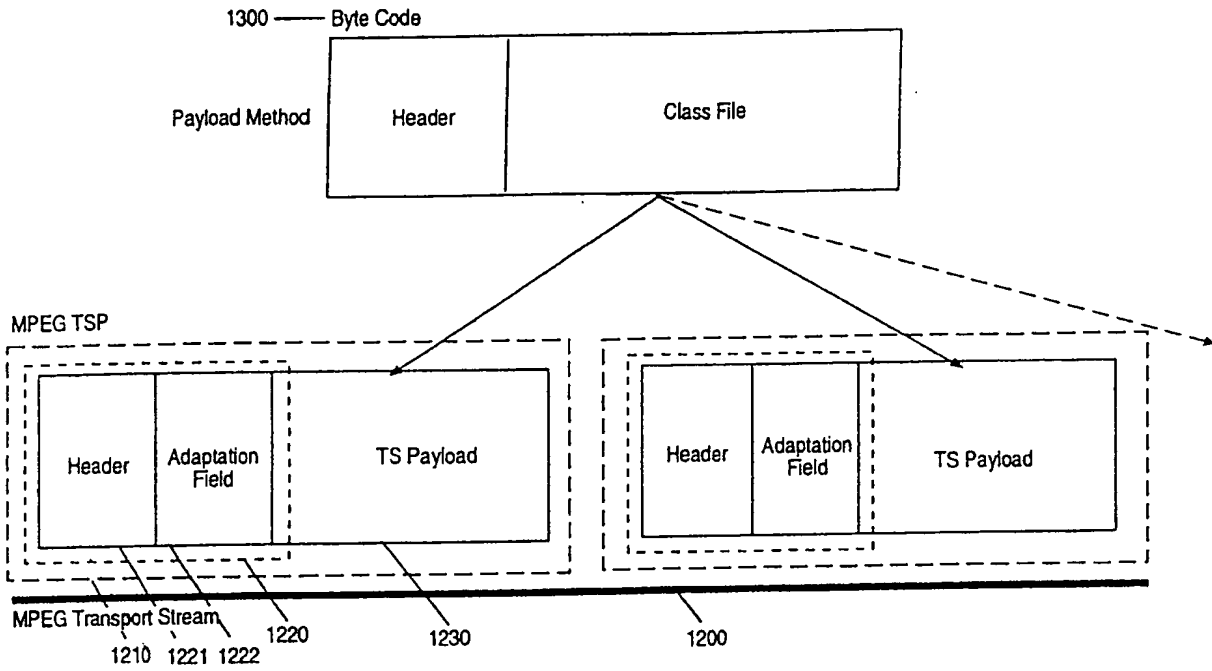 1300 Byte Code
Payload Method
Header
Class File
MPEG TSP
Header
Adaptation
Field
TS Payload
Header
Adaptation
Field
TS Payload
MPEG Transport Stream
1210
1221
1222
1220
1230
1200